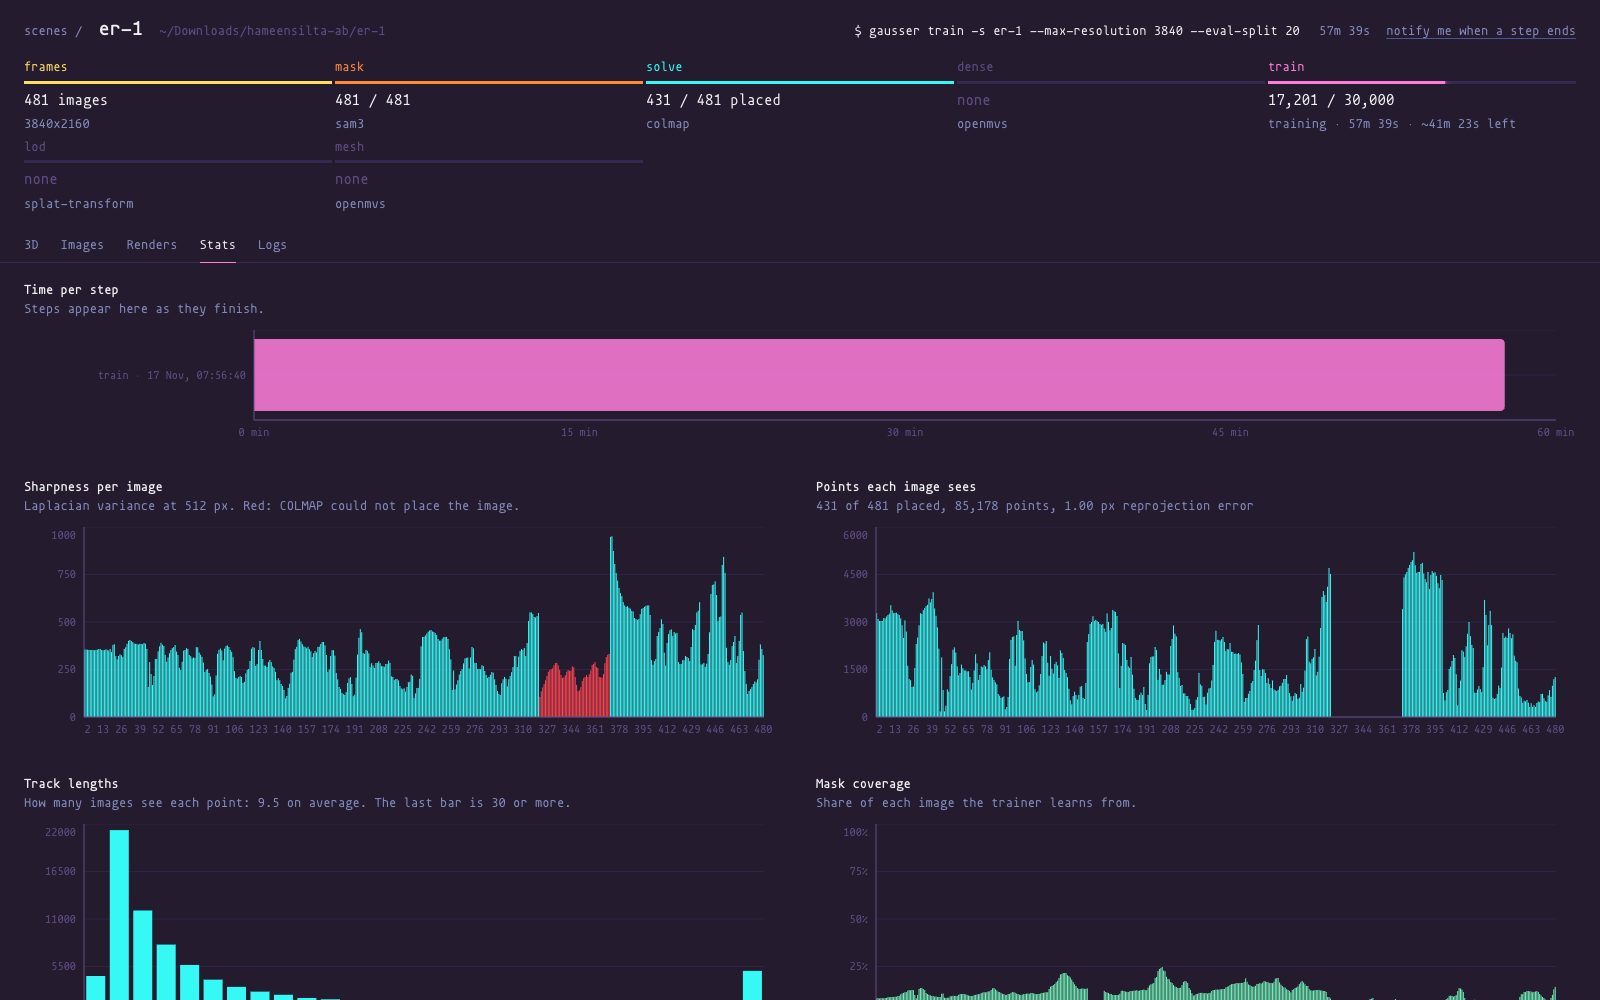 scenes / er-1 ~/Downloads/hameensilta-ab/er-1 $ gausser train -s er-1 --max-resolution 3840 --eval-split 20 57m 39s notify me when a step ends
frames mask solve dense train
481 images 481 / 481 431 / 481 placed none 17,201 / 30,000
3840x2160 sam3 colmap openmvs training · 57m 39s · ~41m 23s left
lod mesh
none none
splat-transform openmvs
3D Images Renders Stats Logs
Time per step
Steps appear here as they finish.
train · 17 Nov, 07:56:40
0 min 15 min 30 min 45 min 60 min
Sharpness per image
Laplacian variance at 512 px. Red: COLMAP could not place the image.
1000
750
500
250
0
2 13 26 39 52 65 78 91 106 123 140 157 174 191 208 225 242 259 276 293 310 327 344 361 378 395 412 429 446 463 480
Points each image sees
431 of 481 placed, 85,178 points, 1.00 px reprojection error
6000
4500
3000
1500
0
2 13 26 39 52 65 78 91 106 123 140 157 174 191 208 225 242 259 276 293 310 327 344 361 378 395 412 429 446 463 480
Track lengths
How many images see each point: 9.5 on average. The last bar is 30 or more.
22000
16500
11000
5500
Mask coverage
Share of each image the trainer learns from.
100%
75%
50%
25%